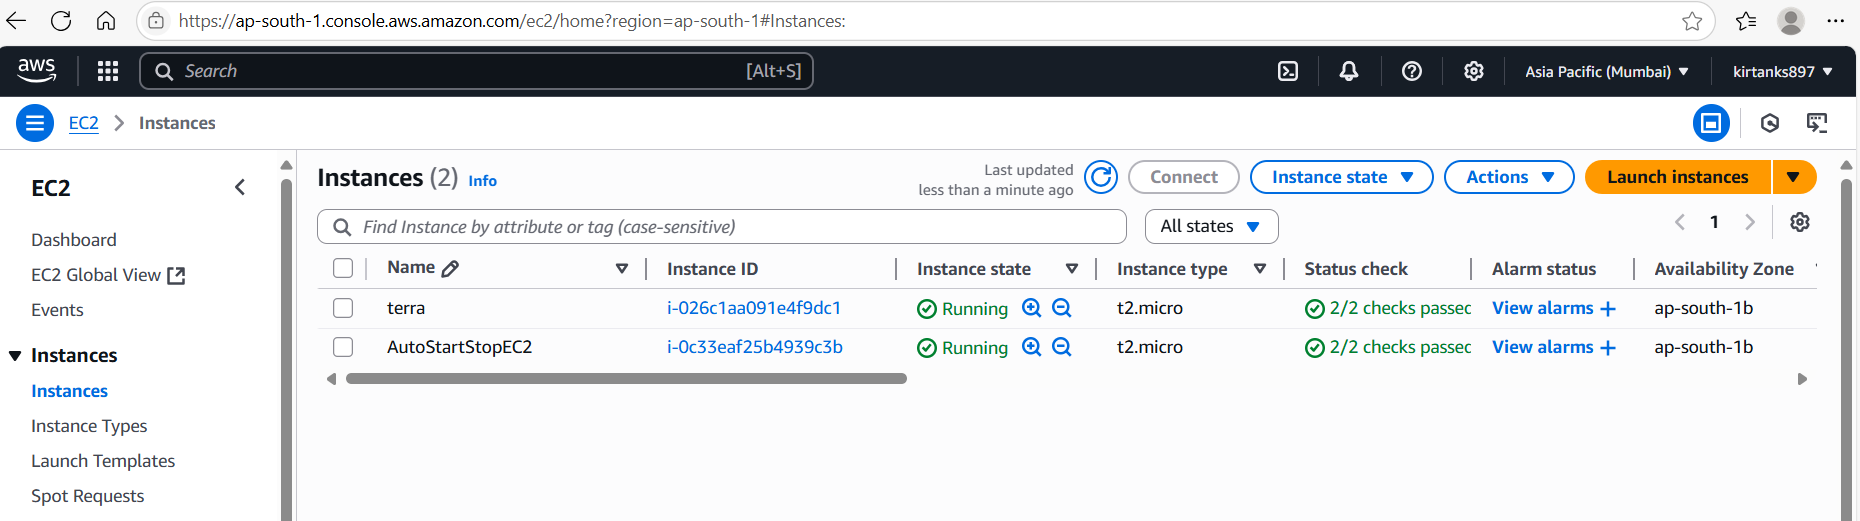 https://ap-south-1.console.aws.amazon.com/ec2/home?region=ap-south-1#Instances:
aws Search [Alt+S] Asia Pacific (Mumbai) kirtanks897
EC2 Instances
EC2
Dashboard
EC2 Global View
Events
Instances
Instances
Instance Types
Launch Templates
Spot Requests
Instances (2) Info
Last updated
less than a minute ago
Connect Instance state Actions Launch instances
Find Instance by attribute or tag (case-sensitive) All states 1
Name Instance ID Instance state Instance type Status check Alarm status Availability Zone
terra i-026c1aa091e4f9dc1 Running t2.micro 2/2 checks passec View alarms + ap-south-1b
AutoStartStopEC2 i-0c33eaf25b4939c3b Running t2.micro 2/2 checks passec View alarms + ap-south-1b